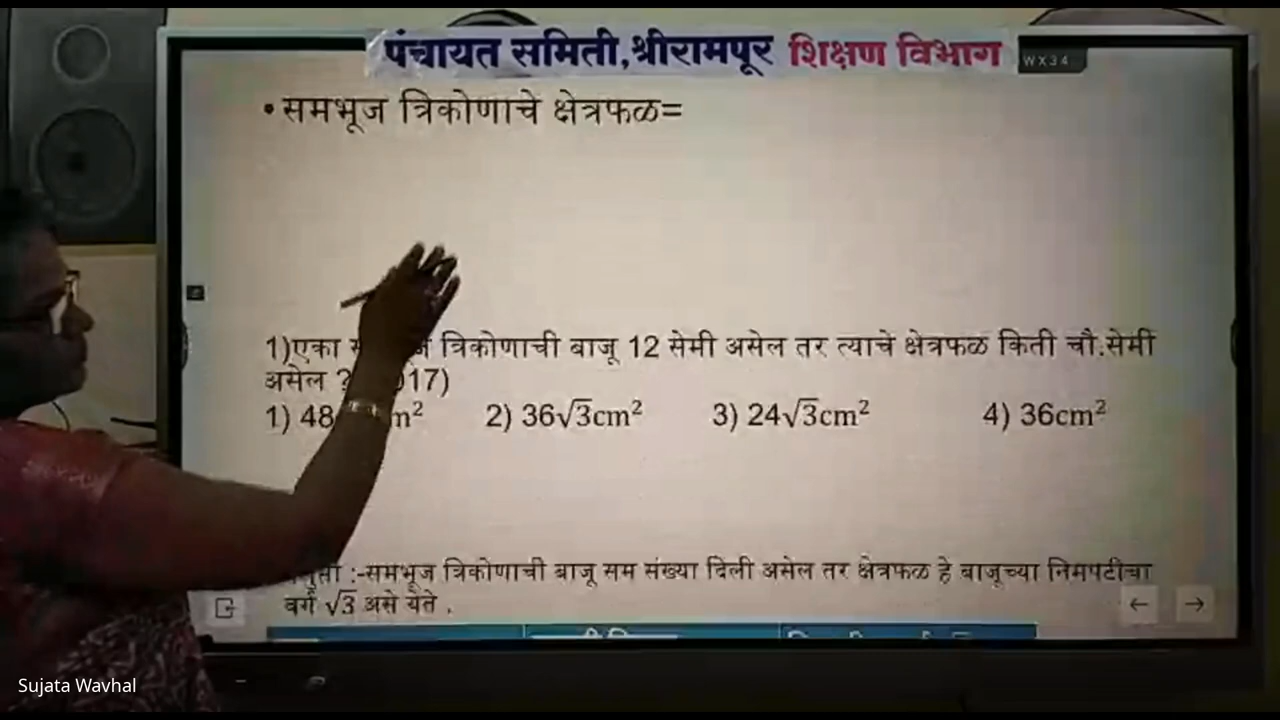 पंचायत समिती,श्रीरामपूर शिक्षण विभाग
WX34
• समभूज त्रिकोणाचे क्षेत्रफळ=
1)एका त्रिकोणाची बाजू 12 सेमी असेल तर त्याचे क्षेत्रफळ किती चौ.सेमी
असेल ? 017)
1) 48 m² 2) 36√3cm² 3) 24√3cm² 4) 36cm²
:-समभूज त्रिकोणाची बाजू सम संख्या दिली असेल तर क्षेत्रफळ हे बाजूच्या निमपटीचा
वर्ग √3 असे येते .
Sujata Wavhal